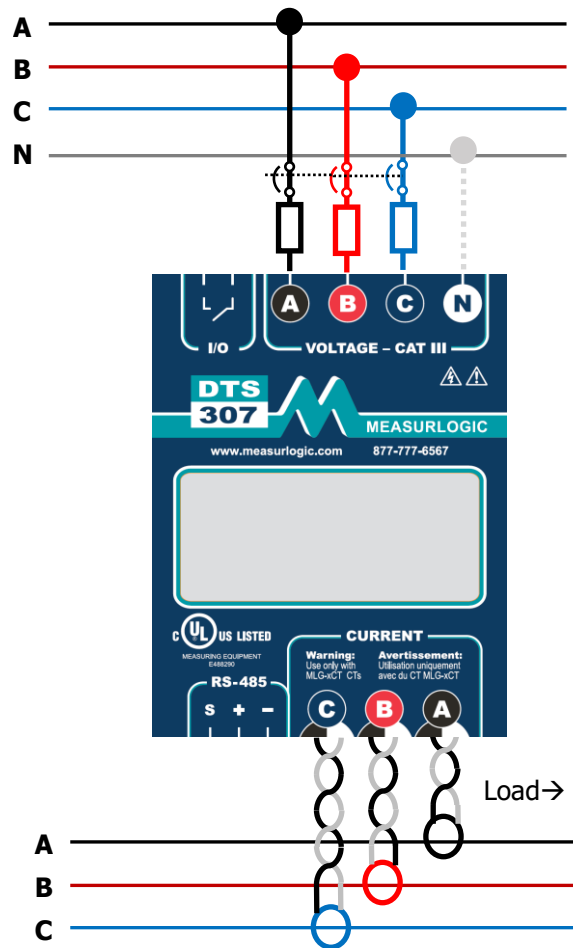 A
B
C
N
A B C N
I/O
VOLTAGE – CAT III
DTS
307
MEASURLOGIC
www.measurlogic.com 877-777-6567
C UL US LISTED
MEASURING EQUIPMENT
E488290
CURRENT
Warning: Avertissement:
Use only with Utilisation uniquement
MLG-xCT CTs avec du CT MLG-xCT
RS-485
S + −
C B A
Load→
A
B
C